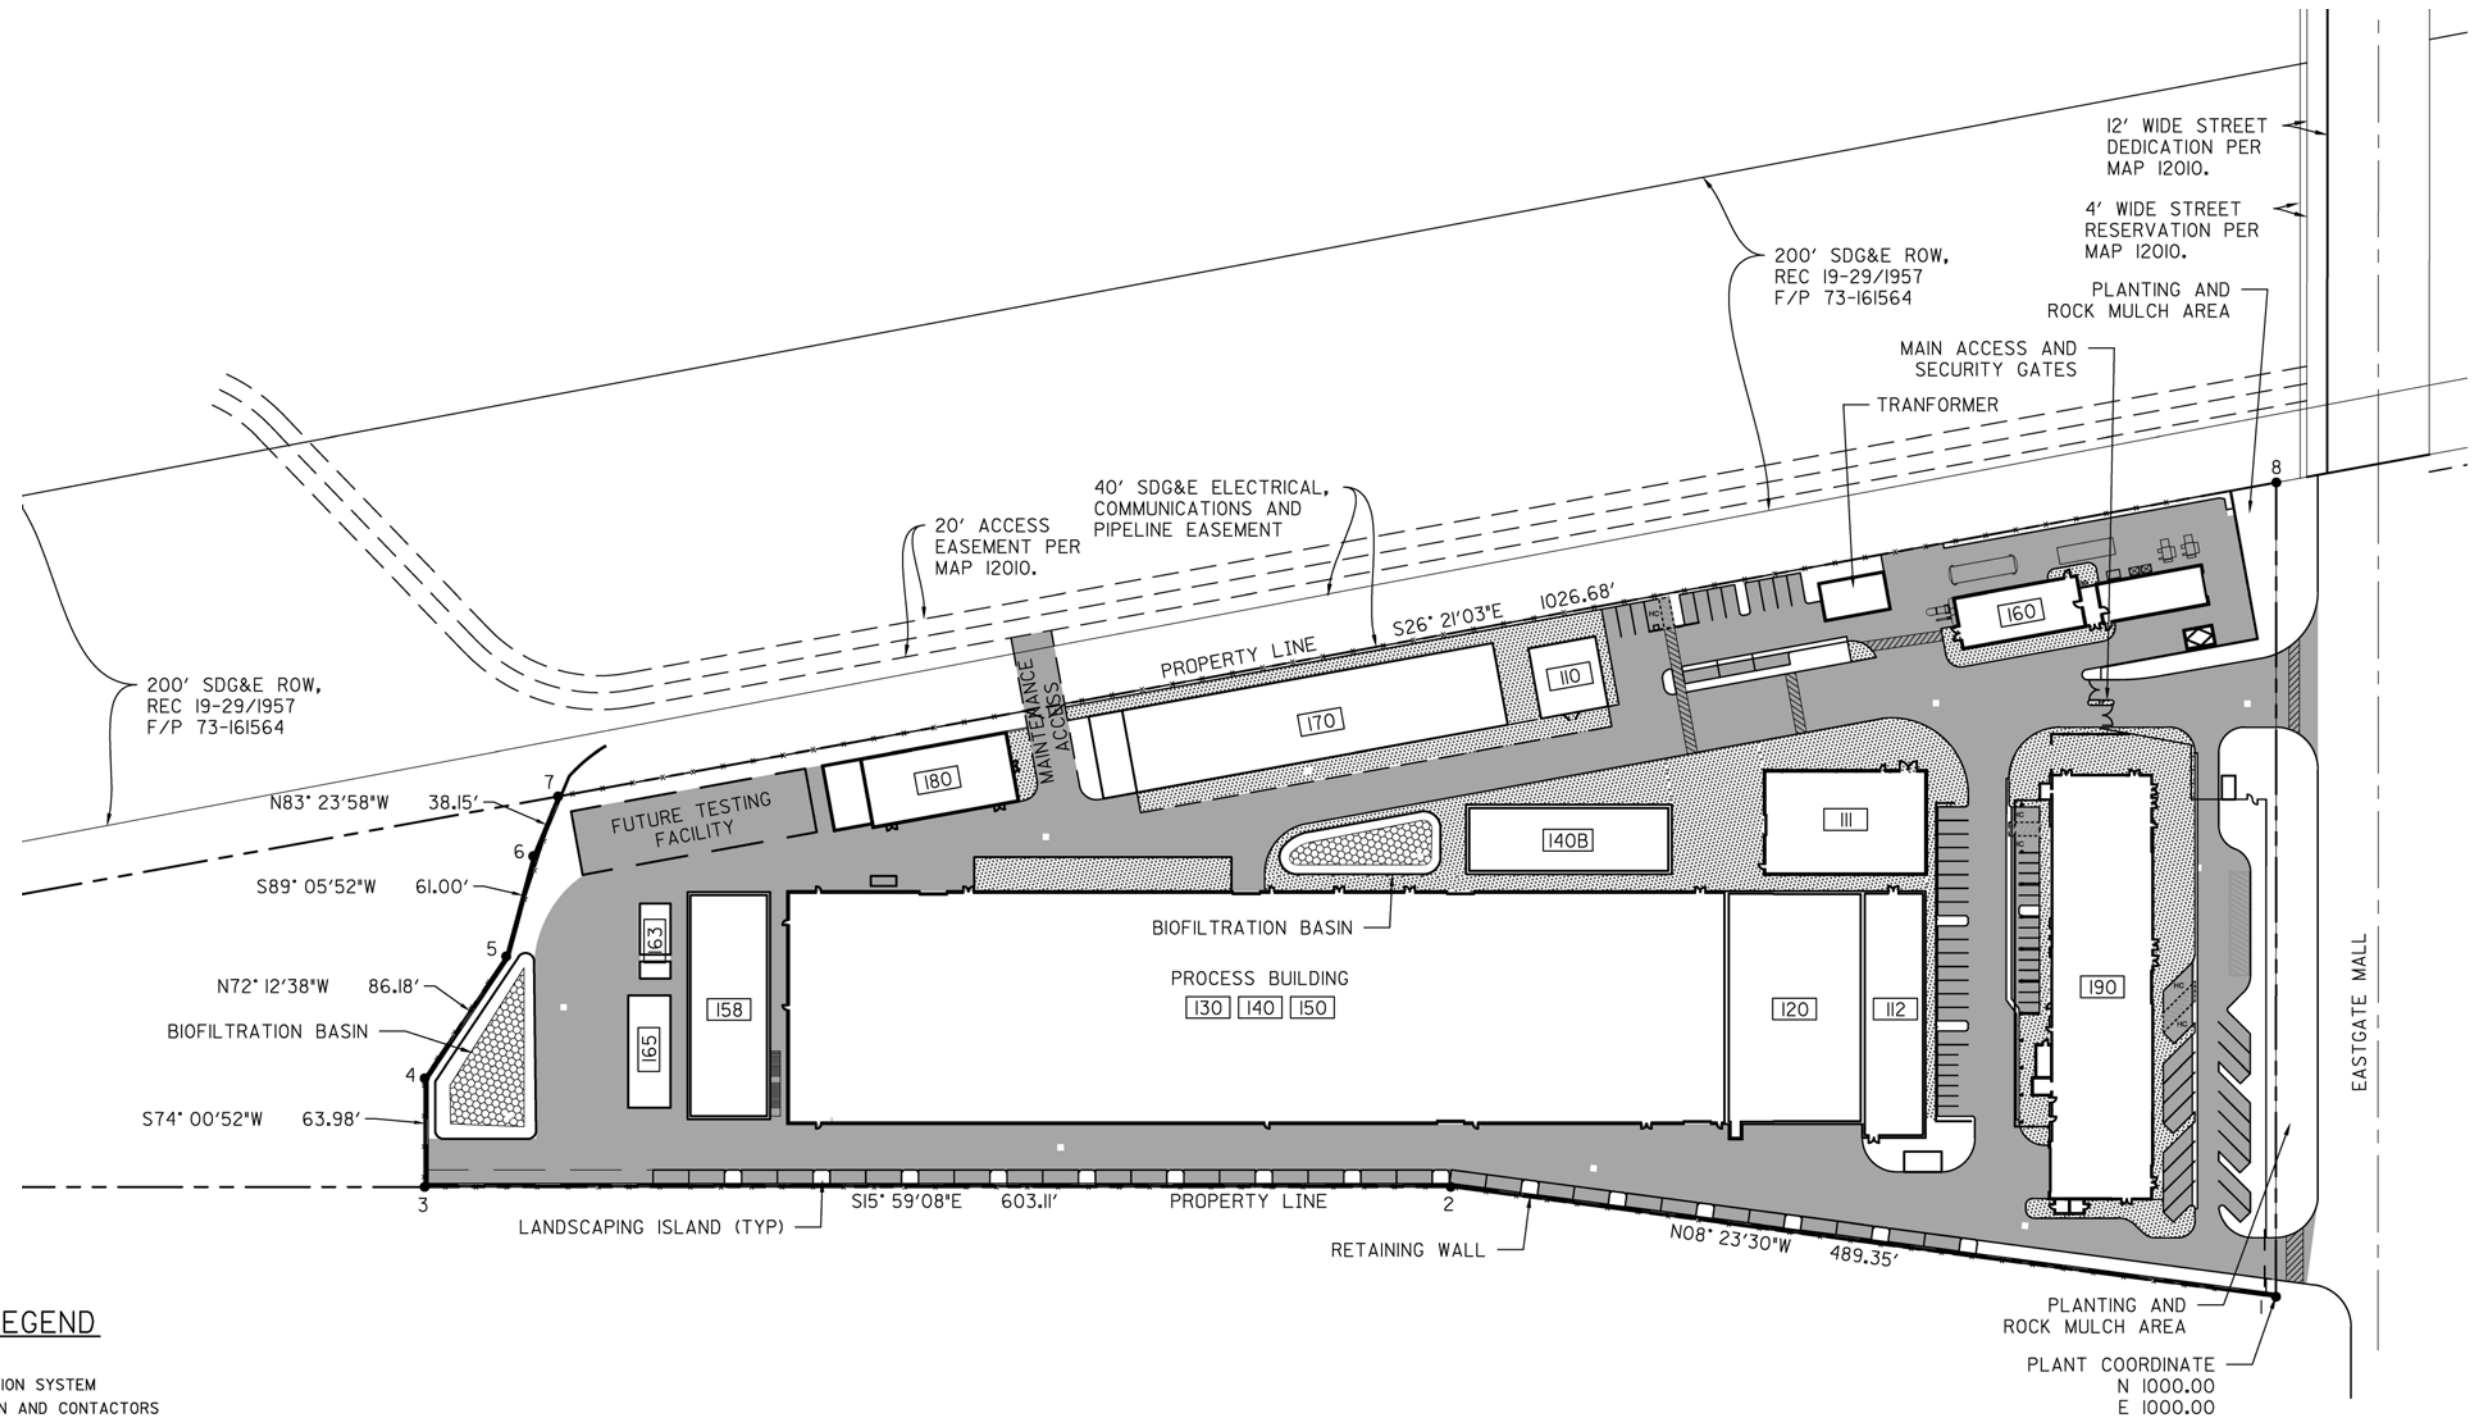 12' WIDE STREET
DEDICATION PER
MAP 12010.
4' WIDE STREET
RESERVATION PER
MAP 12010.
200' SDG&E ROW,
REC 19-29/1957
F/P 73-161564
PLANTING AND
ROCK MULCH AREA
MAIN ACCESS AND
SECURITY GATES
TRANFORMER
8
40' SDG&E ELECTRICAL,
COMMUNICATIONS AND
PIPELINE EASEMENT
20' ACCESS
EASEMENT PER
MAP 12010.
S26° 21'03"E 1026.68'
PROPERTY LINE
HC
160
110
170
MAINTENANCE
ACCESS
200' SDG&E ROW,
REC 19-29/1957
F/P 73-161564
180
7
N83° 23'58"W 38.15'
FUTURE TESTING
FACILITY
6
S89° 05'52"W 61.00'
140B
111
HC
HC
BIOFILTRATION BASIN
163
5
N72° 12'38"W 86.18'
BIOFILTRATION BASIN
PROCESS BUILDING
130 140 150
158
120
112
190
HC
HC
EASTGATE MALL
165
4
S74° 00'52"W 63.98'
3
S15° 59'08"E 603.11' PROPERTY LINE
2
LANDSCAPING ISLAND (TYP)
RETAINING WALL
N08° 23'30"W 489.35'
1
PLANTING AND
ROCK MULCH AREA
PLANT COORDINATE
N 1000.00
E 1000.00
EGEND
ION SYSTEM
N AND CONTACTORS